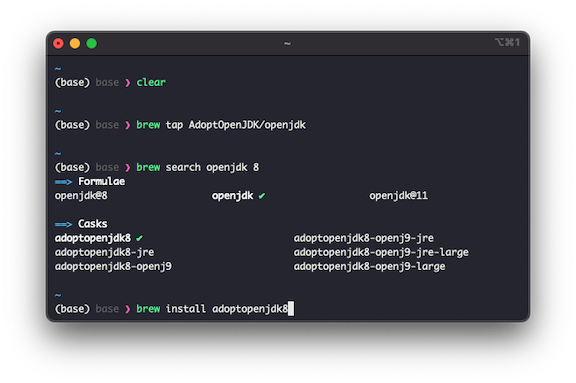 ~
⌥⌘1
~
(base) base ❯ clear
~
(base) base ❯ brew tap AdoptOpenJDK/openjdk
~
(base) base ❯ brew search openjdk 8
==> Formulae
openjdk@8 openjdk ✔ openjdk@11
==> Casks
adoptopenjdk8 ✔ adoptopenjdk8-openj9-jre
adoptopenjdk8-jre adoptopenjdk8-openj9-jre-large
adoptopenjdk8-openj9 adoptopenjdk8-openj9-large
~
(base) base ❯ brew install adoptopenjdk8